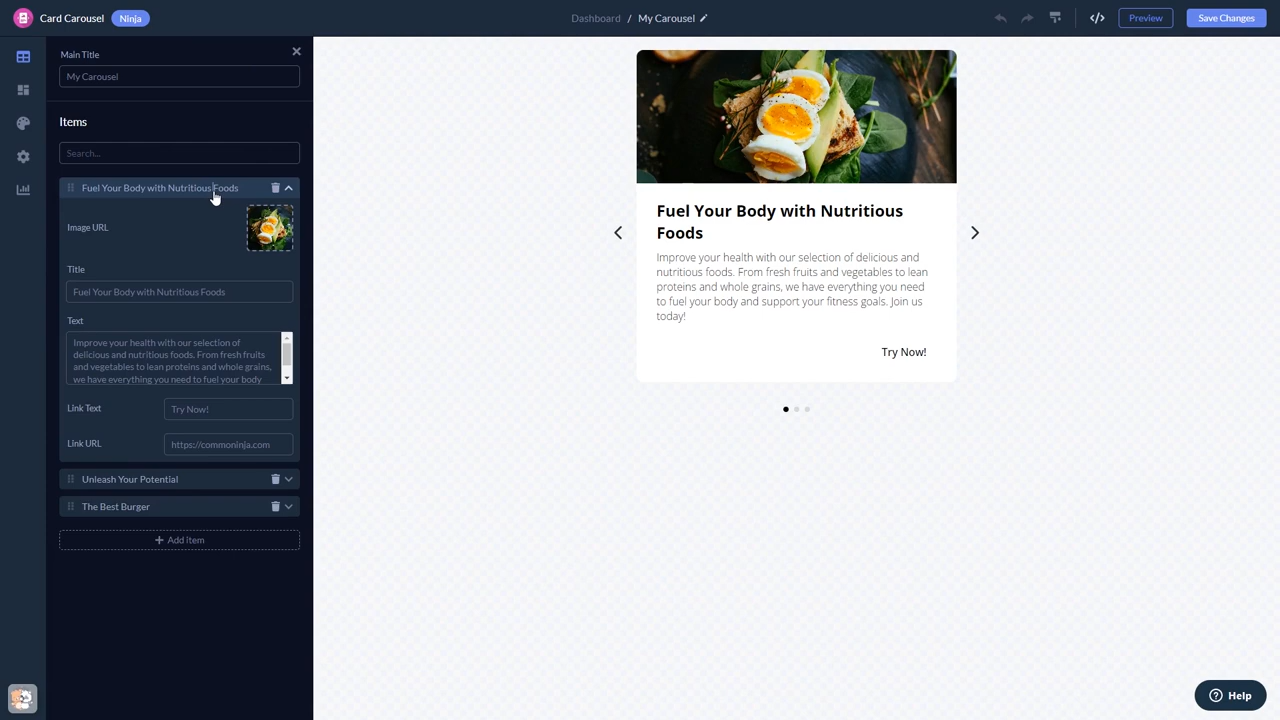 Card Carousel Ninja
Dashboard / My Carousel
Preview
Save Changes
Main Title
My Carousel
Items
Search...
Fuel Your Body with Nutritious Foods
Image URL
Title
Fuel Your Body with Nutritious Foods
Text
Improve your health with our selection of
delicious and nutritious foods. From fresh fruits
and vegetables to lean proteins and whole grains,
we have everything you need to fuel your body
Link Text
Try Now!
Link URL
https://commoninja.com
Unleash Your Potential
The Best Burger
+ Add Item
Fuel Your Body with Nutritious
Foods
Improve your health with our selection of delicious and
nutritious foods. From fresh fruits and vegetables to lean
proteins and whole grains, we have everything you need
to fuel your body and support your fitness goals. Join us
today!
Try Now!
Help